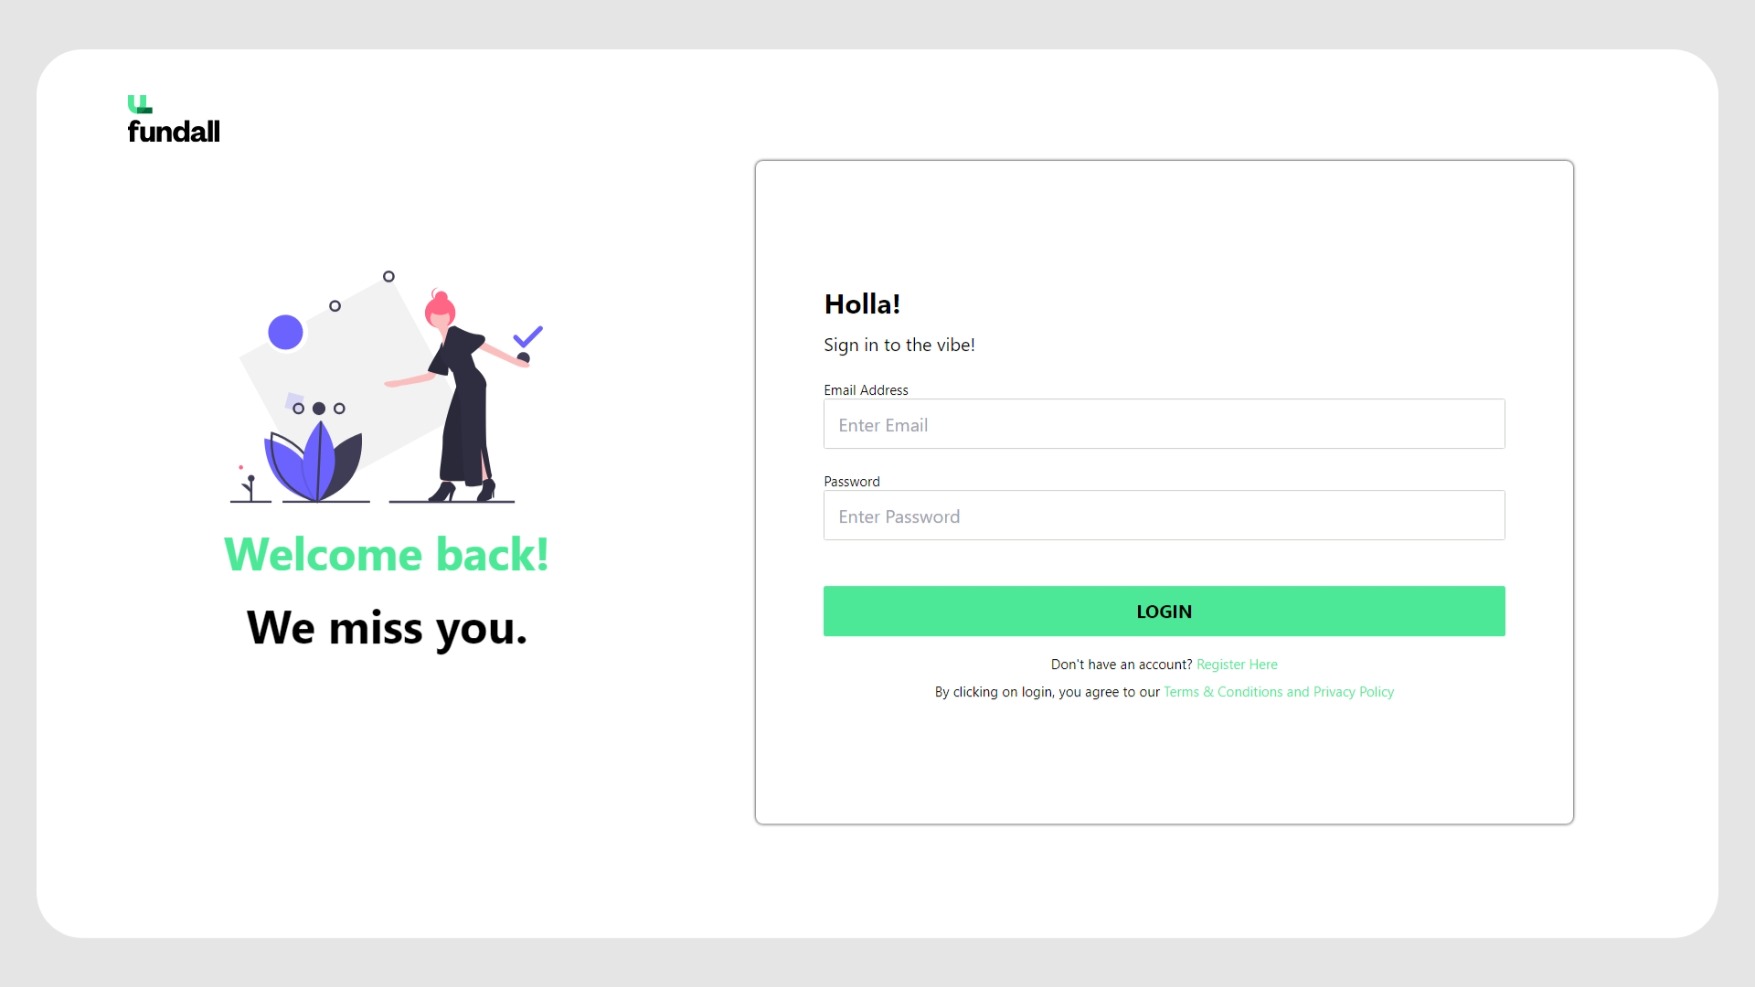 fundall
Welcome back!
We miss you.
Holla!
Sign in to the vibe!
Email Address
Enter Email
Password
Enter Password
LOGIN
Don't have an account? Register Here
By clicking on login, you agree to our Terms & Conditions and Privacy Policy